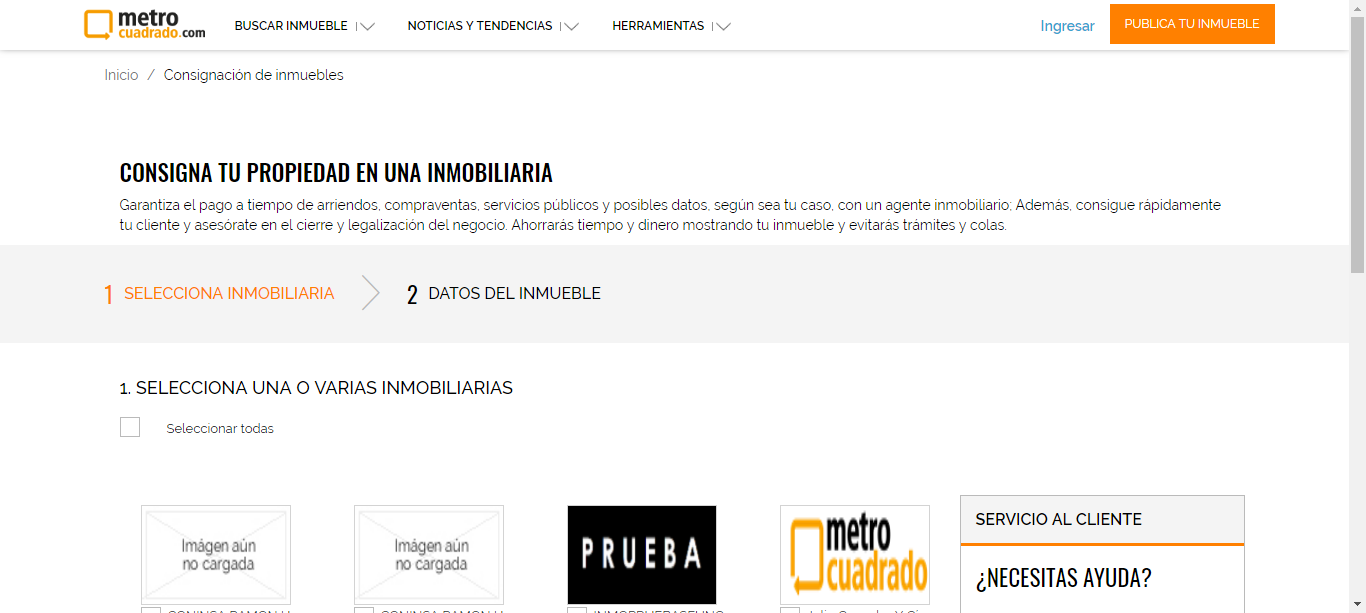 metro
cuadrado.com
BUSCAR INMUEBLE
NOTICIAS Y TENDENCIAS
HERRAMIENTAS
Ingresar
PUBLICA TU INMUEBLE
Inicio / Consignación de inmuebles
CONSIGNA TU PROPIEDAD EN UNA INMOBILIARIA
Garantiza el pago a tiempo de arriendos, compraventas, servicios públicos y posibles datos, según sea tu caso, con un agente inmobiliario; Además, consigue rápidamente
tu cliente y asesórate en el cierre y legalización del negocio. Ahorrarás tiempo y dinero mostrando tu inmueble y evitarás trámites y colas.
1 SELECCIONA INMOBILIARIA
2 DATOS DEL INMUEBLE
1. SELECCIONA UNA O VARIAS INMOBILIARIAS
Seleccionar todas
Imágen aún
no cargada
Imágen aún
no cargada
PRUEBA
metro
cuadrado
SERVICIO AL CLIENTE
¿NECESITAS AYUDA?